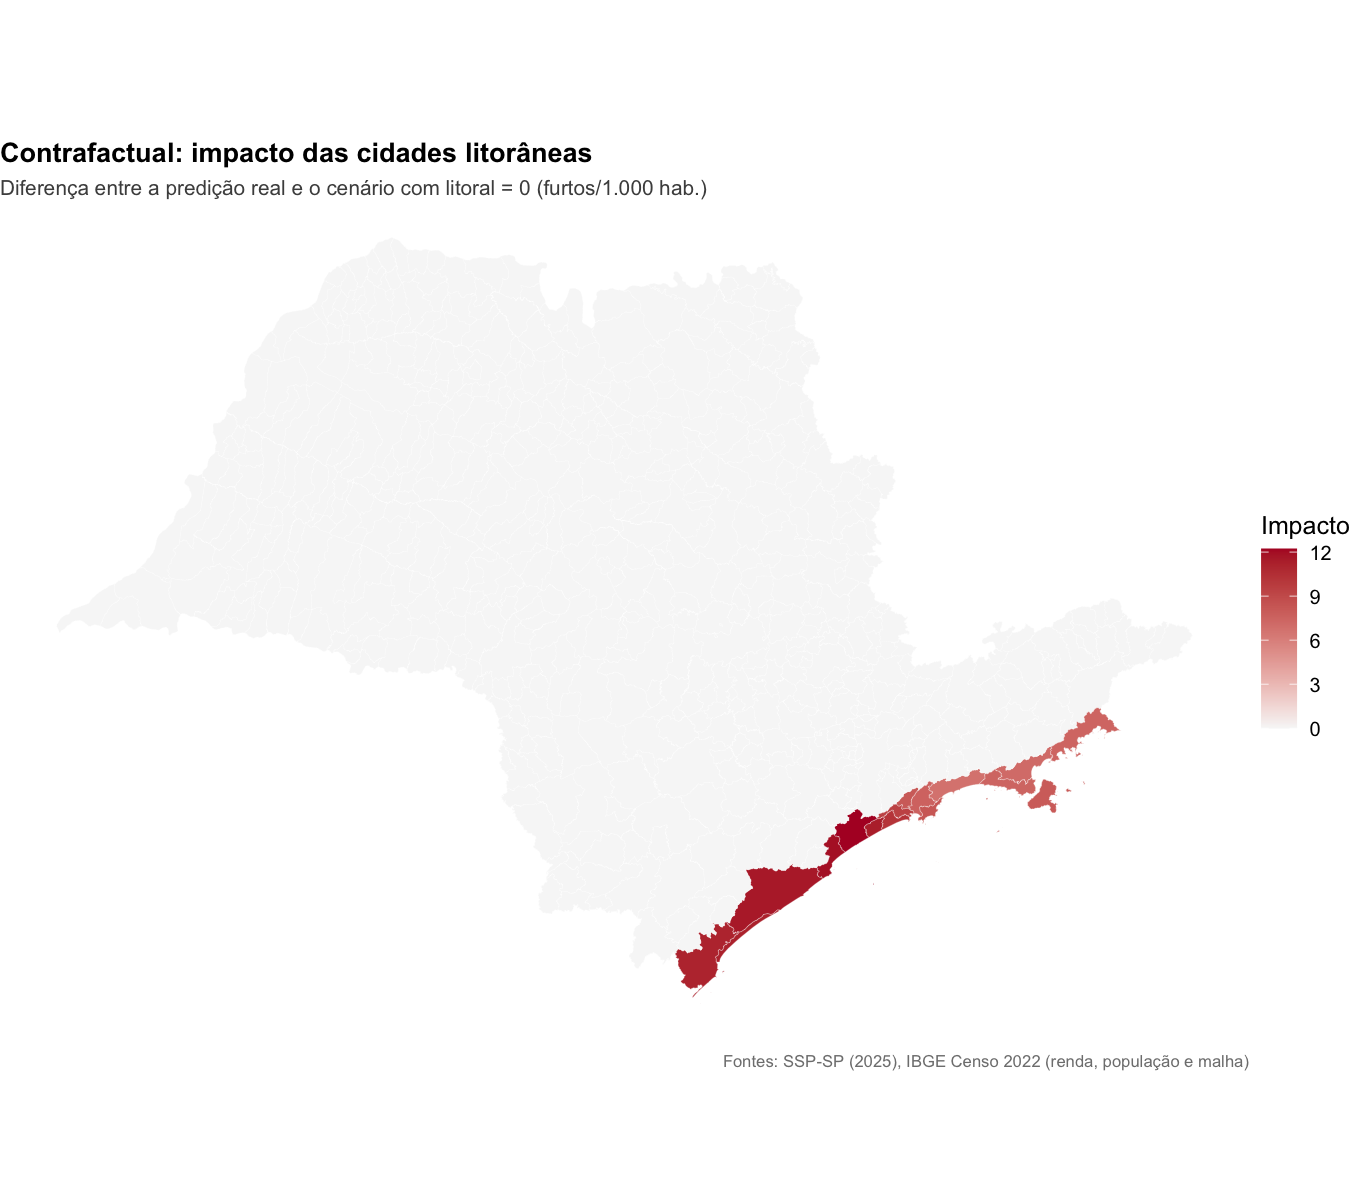 Contrafactual: impacto das cidades litorâneas
Diferença entre a predição real e o cenário com litoral = 0 (furtos/1.000 hab.)
Impacto
12
9
6
3
0
Fontes: SSP-SP (2025), IBGE Censo 2022 (renda, população e malha)